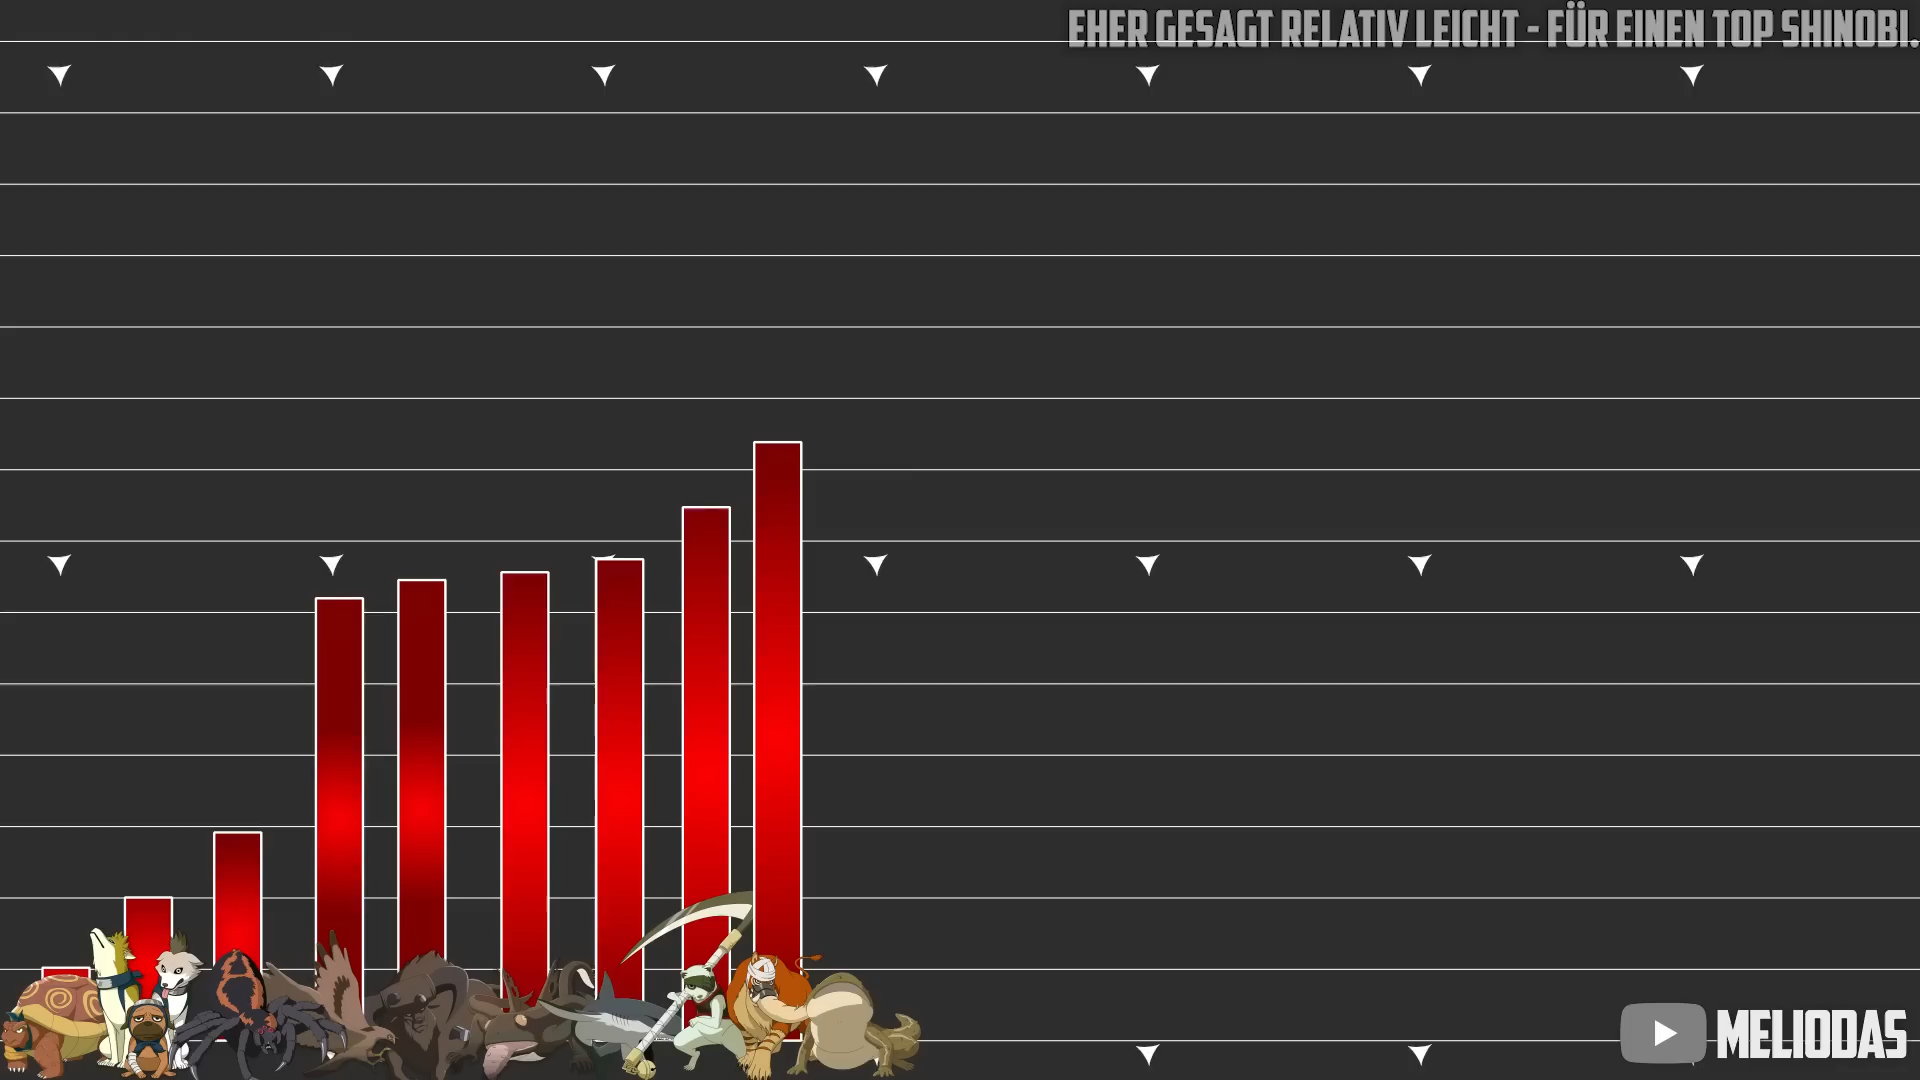 EHER GESAGT RELATIV LEICHT - FÜR EINEN TOP SHINOBI.
MELIODAS